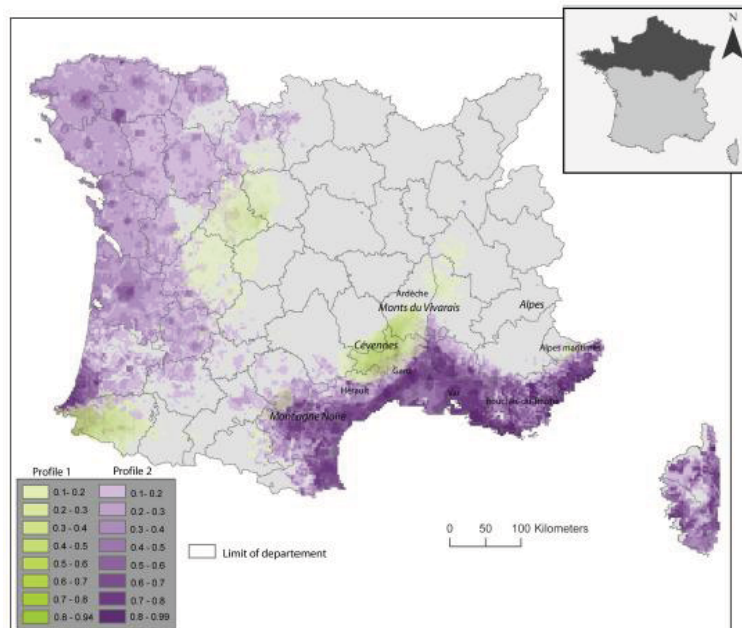 N
Ardèche
Monts du Vivarais
Alpes
Cévennes
Alpes maritimes
Gard
Hérault
Var
Bouches-du-Rhône
Montagne Noire
Profile 1 Profile 2
0.1- 0.2 0.1- 0.2
0.2 - 0.3 0.2 - 0.3
0.3 - 0.4 0.3 - 0.4
0.4 - 0.5 0.4 - 0.5
0.5 - 0.6 0.5 - 0.6
0.6 - 0.7 0.6 - 0.7
0.7 - 0.8 0.7 - 0.8
0.8 - 0.94 0.8 - 0.99
Limit of departement
0 50 100 Kilometers